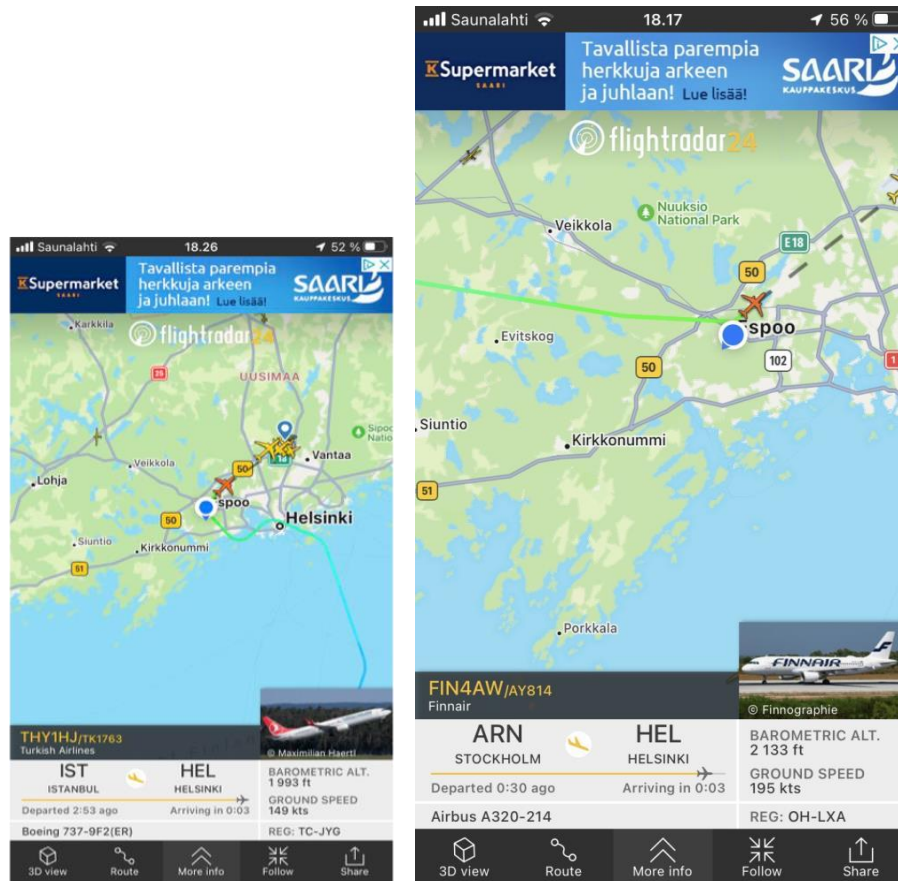 Saunalahti 18.26 52 %
KSupermarket
SAARI
Tavallista parempia
herkkuja arkeen
ja juhlaan! Lue lisää!
SAARI
KAUPPAKESKUS
Karkkila
flightradar24
25
UUSIMAA
Veikkola
50
Vantaa
Lohja
spoo
50
Helsinki
Siuntio
Kirkkonummi
51
THY1HJ/TK1763
Turkish Airlines
© Maximilian Haertl
IST
ISTANBUL
HEL
HELSINKI
Departed 2:53 ago
Arriving in 0:03
BAROMETRIC ALT.
1 993 ft
GROUND SPEED
149 kts
Boeing 737-9F2(ER)
REG: TC-JYG
3D view
Route
More info
Follow
Share
Saunalahti 18.17 56 %
KSupermarket
SAARI
Tavallista parempia
herkkuja arkeen
ja juhlaan! Lue lisää!
SAARI
KAUPPAKESKUS
flightradar24
Nuuksio
National Park
Veikkola
E18
50
Espoo
Evitskog
102
1
50
Siuntio
Kirkkonummi
51
Porkkala
FIN4AW/AY814
Finnair
FINNAIR
© Finnographie
ARN
STOCKHOLM
HEL
HELSINKI
Departed 0:30 ago
Arriving in 0:03
BAROMETRIC ALT.
2 133 ft
GROUND SPEED
195 kts
Airbus A320-214
REG: OH-LXA
3D view
Route
More info
Follow
Share